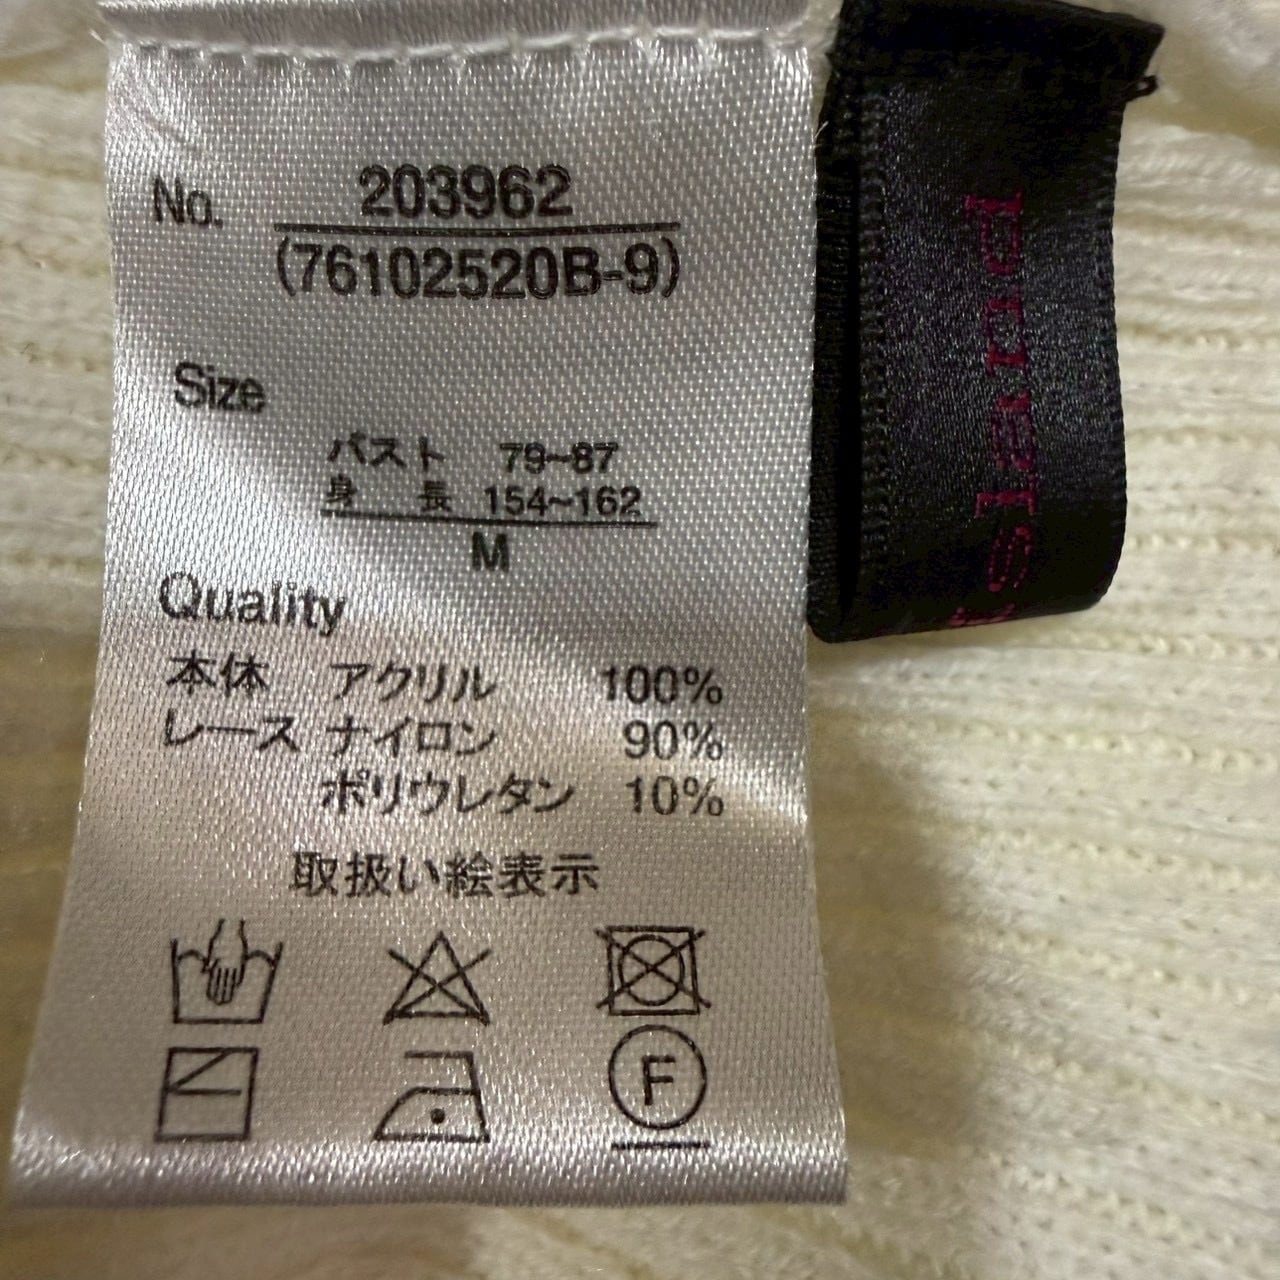 No. 203962
(76102520B-9)
Size
バスト 79~87
身 長 154~162
M
Quality
本体 アクリル 100%
レース ナイロン 90%
ポリウレタン 10%
取扱い絵表示
F